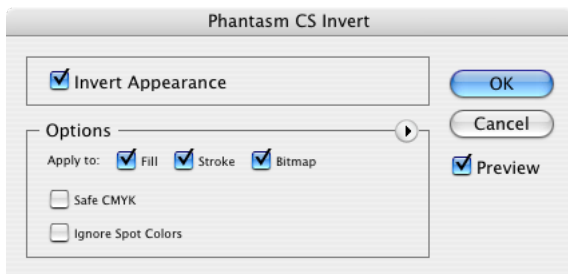 Phantasm CS Invert
Invert Appearance
OK
Cancel
Preview
Options
Apply to: Fill Stroke Bitmap
Safe CMYK
Ignore Spot Colors